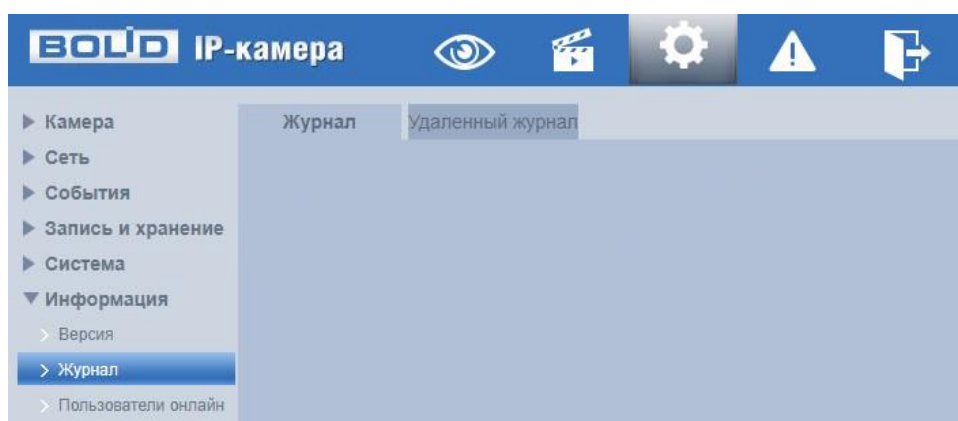 BOLID IP-камера
Журнал Удаленный журнал
Камера
Сеть
События
Запись и хранение
Система
Информация
Версия
Журнал
Пользователи онлайн